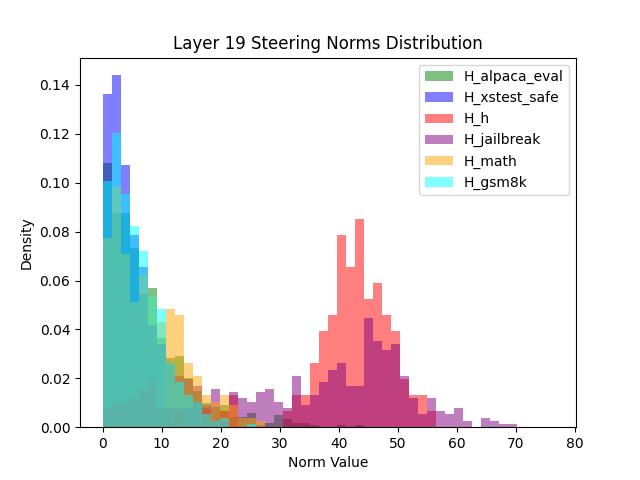 Layer 19 Steering Norms Distribution
H_alpaca_eval
H_xstest_safe
H_h
H_jailbreak
H_math
H_gsm8k
Density
0.14
0.12
0.10
0.08
0.06
0.04
0.02
0.00
0 10 20 30 40 50 60 70 80
Norm Value